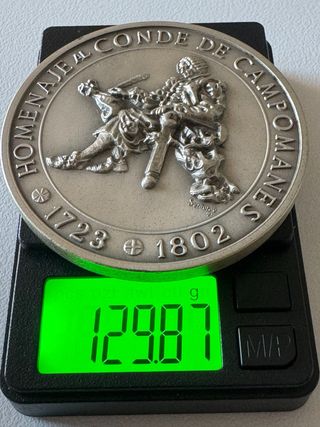 HOMENAJE AL CONDE DE CAMPOMANES
1723 1802
g
129.87
M/P